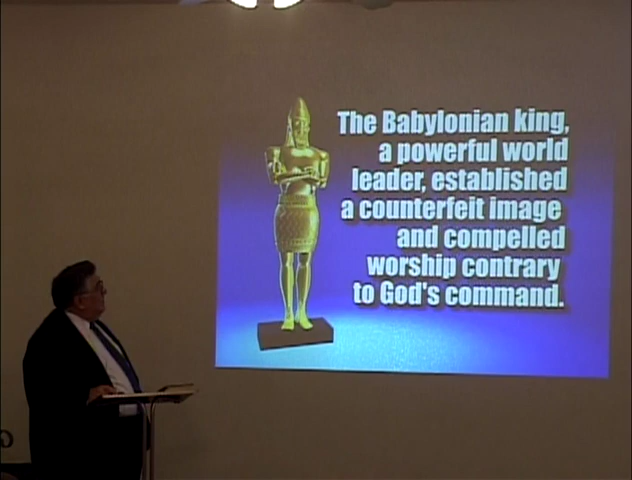 The Babylonian king,
a powerful world
leader, established
a counterfeit image
and compelled
worship contrary
to God's command.